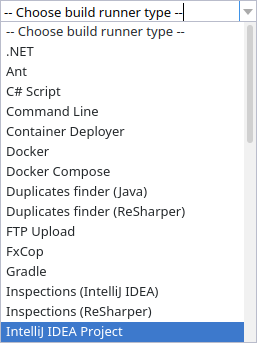 -- Choose build runner type --
-- Choose build runner type --
.NET
Ant
C# Script
Command Line
Container Deployer
Docker
Docker Compose
Duplicates finder (Java)
Duplicates finder (ReSharper)
FTP Upload
FxCop
Gradle
Inspections (IntelliJ IDEA)
Inspections (ReSharper)
IntelliJ IDEA Project